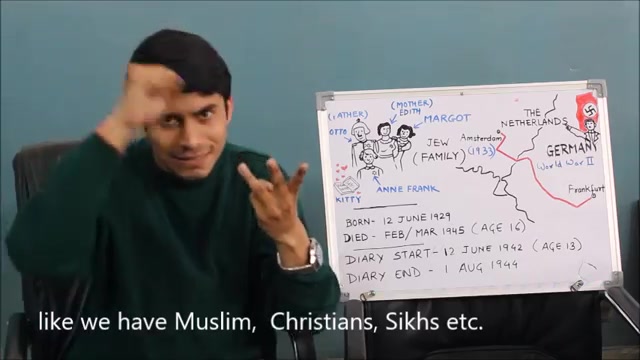 (FATHER)
OTTO
(MOTHER)
EDITH
MARGOT
JEW
(FAMILY)
ANNE FRANK
KITTY
THE
NETHERLANDS
Amsterdam
(1933)
GERMANY
World War II
Frankfurt
BORN- 12 JUNE 1929
DIED - FEB/ MAR 1945 (AGE 16)
DIARY START- 12 JUNE 1942 (AGE 13)
DIARY END - 1 AUG 1944
like we have Muslim, Christians, Sikhs etc.